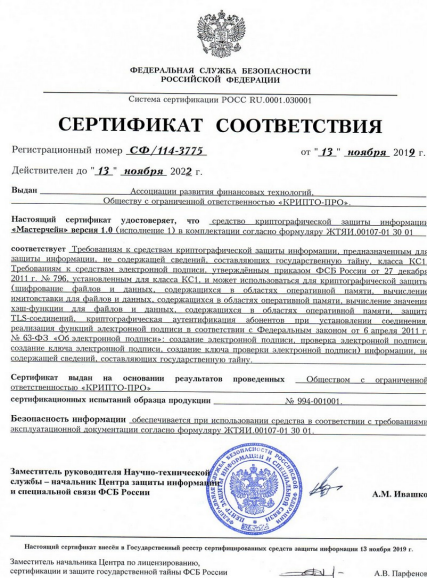 ФЕДЕРАЛЬНАЯ СЛУЖБА БЕЗОПАСНОСТИ
РОССИЙСКОЙ ФЕДЕРАЦИИ
Система сертификации РОСС RU.0001.030001
СЕРТИФИКАТ СООТВЕТСТВИЯ
Регистрационный номер СФ/114-3775 от "13" ноября 2019 г.
Действителен до "13" ноября 2022 г.
Выдан Ассоциации развития финансовых технологий,
Обществу с ограниченной ответственностью «КРИПТО-ПРО».
Настоящий сертификат удостоверяет, что средство криптографической защиты информации
«Мастерчейн» версия 1.0 (исполнение 1) в комплектации согласно формуляру ЖТЯИ.00107-01 30 01
соответствует Требованиям к средствам криптографической защиты информации, предназначенным для
защиты информации, не содержащей сведений, составляющих государственную тайну, класса КС1,
Требованиям к средствам электронной подписи, утверждённым приказом ФСБ России от 27 декабря
2011 г. № 796, установленным для класса КС1, и может использоваться для криптографической защиты
(шифрование файлов и данных, содержащихся в областях оперативной памяти, вычисление
имитовставки для файлов и данных, содержащихся в областях оперативной памяти, вычисление значения
хэш-функции для файлов и данных, содержащихся в областях оперативной памяти, защита
TLS-соединений, криптографическая аутентификация абонентов при установлении соединения,
реализация функций электронной подписи в соответствии с Федеральным законом от 6 апреля 2011 г.
№ 63-ФЗ «Об электронной подписи»: создание электронной подписи, проверка электронной подписи,
создание ключа электронной подписи, создание ключа проверки электронной подписи) информации, не
содержащей сведений, составляющих государственную тайну.
Сертификат выдан на основании результатов проведенных Обществом с ограниченной
ответственностью «КРИПТО-ПРО»
сертификационных испытаний образца продукции № 994-001001.
Безопасность информации обеспечивается при использовании средства в соответствии с требованиями
эксплуатационной документации согласно формуляру ЖТЯИ.00107-01 30 01.
Заместитель руководителя Научно-технической
службы – начальник Центра защиты информации
и специальной связи ФСБ России
А.М. Ивашко
Настоящий сертификат внесён в Государственный реестр сертифицированных средств защиты информации 13 ноября 2019 г.
Заместитель начальника Центра по лицензированию,
сертификации и защите государственной тайны ФСБ России
А.В. Парфенов